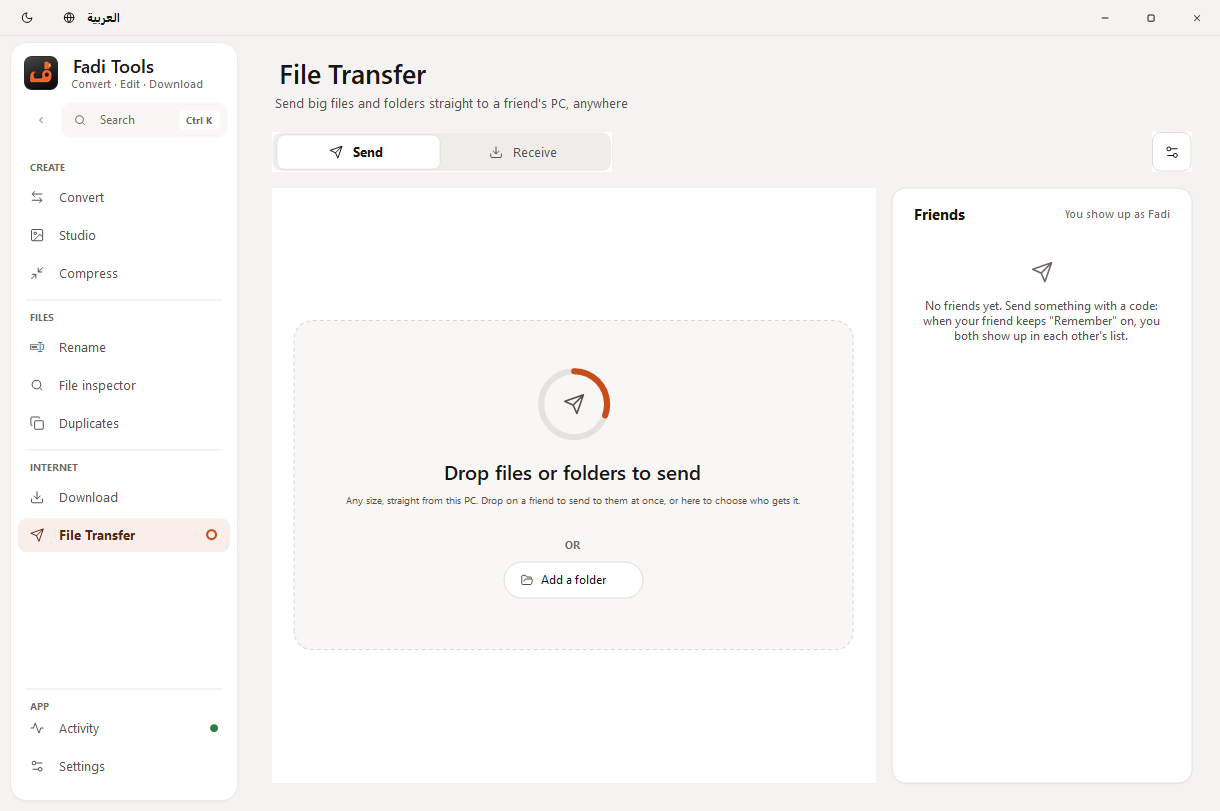 العربية
Fadi Tools
Convert · Edit · Download
Search
Ctrl K
CREATE
Convert
Studio
Compress
FILES
Rename
File inspector
Duplicates
INTERNET
Download
File Transfer
APP
Activity
Settings
File Transfer
Send big files and folders straight to a friend's PC, anywhere
Send
Receive
Drop files or folders to send
Any size, straight from this PC. Drop on a friend to send to them at once, or here to choose who gets it.
OR
Add a folder
Friends
You show up as Fadi
No friends yet. Send something with a code:
when your friend keeps "Remember" on, you
both show up in each other's list.